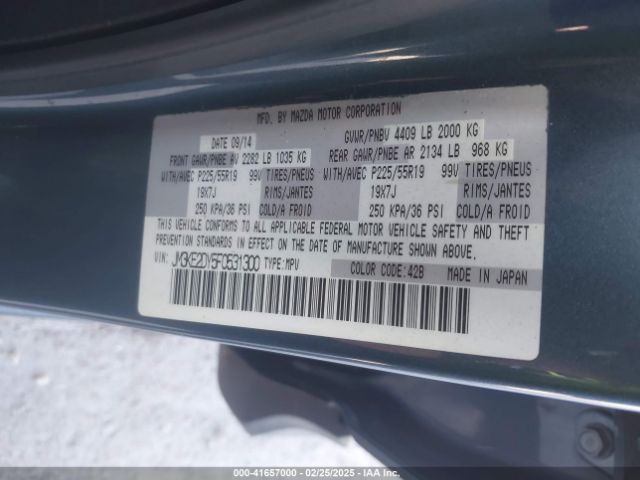 MFD. BY MAZDA MOTOR CORPORATION
DATE 09/14 GVWR/PNBV 4409 LB 2000 KG
FRONT GAWR/PNBE AV 2282 LB 1035 KG REAR GAWR/PNBE AR 2134 LB 968 KG
WITH/AVEC P225/55R19 99V TIRES/PNEUS WITH/AVEC P225/55R19 99V TIRES/PNEUS
19X7J RIMS/JANTES 19X7J RIMS/JANTES
250 KPA/36 PSI COLD/A FROID 250 KPA/36 PSI COLD/A FROID
THIS VEHICLE CONFORMS TO ALL APPLICABLE FEDERAL MOTOR VEHICLE SAFETY AND THEFT
PREVENTION STANDARDS IN EFFECT ON THE DATE OF MANUFACTURE SHOWN ABOVE.
VIN: JM3KE2DY5F0531300 TYPE: MPV
COLOR CODE: 42B MADE IN JAPAN
000-41657000 - 02/25/2025 - IAA Inc.